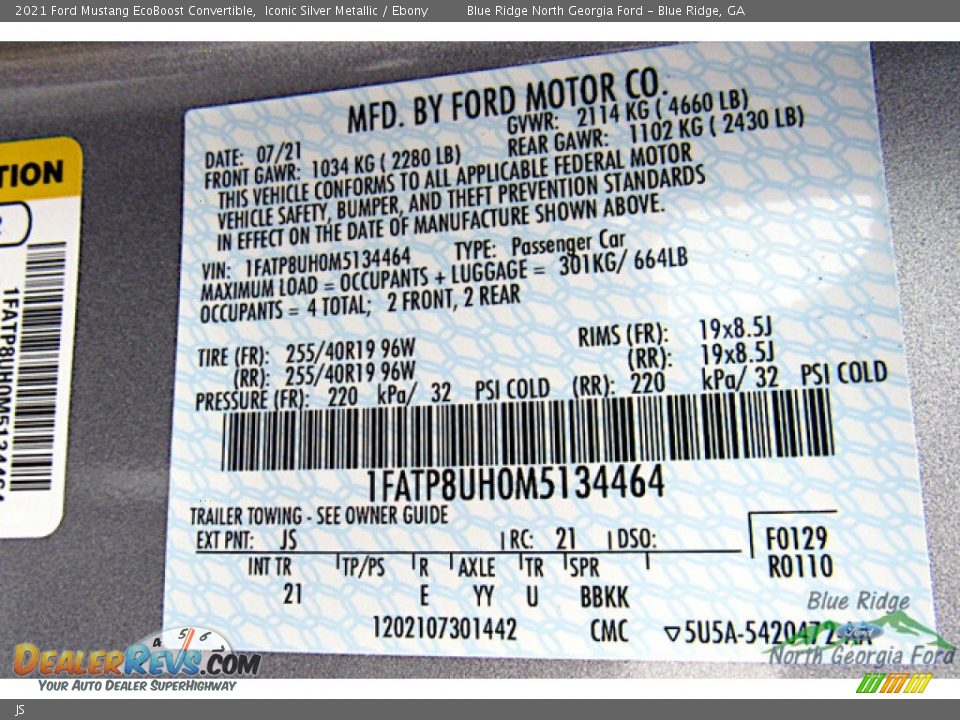 2021 Ford Mustang EcoBoost Convertible, Iconic Silver Metallic / Ebony Blue Ridge North Georgia Ford - Blue Ridge, GA
MFD. BY FORD MOTOR CO.
DATE: 07/21 GVWR: 2114 KG ( 4660 LB)
FRONT GAWR: 1034 KG ( 2280 LB) REAR GAWR: 1102 KG ( 2430 LB)
THIS VEHICLE CONFORMS TO ALL APPLICABLE FEDERAL MOTOR
VEHICLE SAFETY, BUMPER, AND THEFT PREVENTION STANDARDS
IN EFFECT ON THE DATE OF MANUFACTURE SHOWN ABOVE.
VIN: 1FATP8UH0M5134464 TYPE: Passenger Car
MAXIMUM LOAD = OCCUPANTS + LUGGAGE = 301KG/ 664LB
OCCUPANTS = 4 TOTAL; 2 FRONT, 2 REAR
TIRE (FR): 255/40R19 96W RIMS (FR): 19x8.5J
(RR): 255/40R19 96W (RR): 19x8.5J
PRESSURE (FR): 220 kPa/ 32 PSI COLD (RR): 220 kPa/ 32 PSI COLD
1FATP8UH0M5134464
TRAILER TOWING - SEE OWNER GUIDE
EXT PNT: JS RC: 21 DSO: F0129
INT TR TP/PS R AXLE TR SPR R0110
21 E YY U BBKK
1202107301442 CMC ▽5U5A-5420472-AA
TION
1FATP8UH0M5134464
Blue Ridge
North Georgia Ford
4 5 6
DEALERREVS.COM
YOUR AUTO DEALER SUPERHIGHWAY
JS